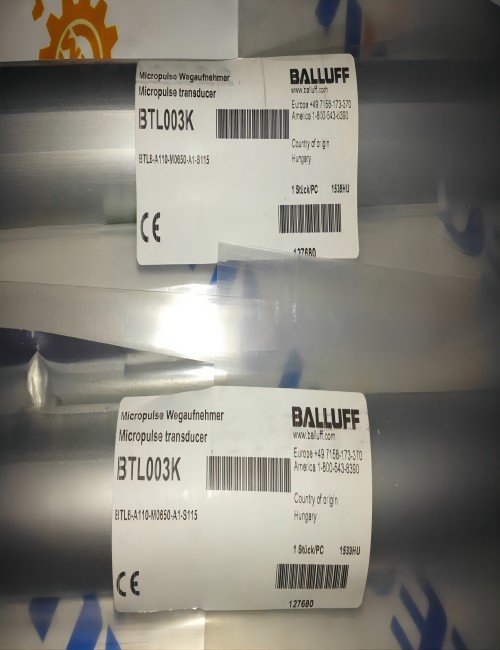 Micropulse Wegaufnehmer
Micropulse transducer
BTL003K
BTL6-A110-M0650-A1-S115
BALLUFF
www.balluff.com
Europe +49 7158-173-370
America 1-800-543-8390
Country of origin
Hungary
1 Stück/PC 1538HU
CE
127680
Micropulse Wegaufnehmer
Micropulse transducer
BTL003K
BTL6-A110-M0650-A1-S115
BALLUFF
www.balluff.com
Europe +49 7158-173-370
America 1-800-543-8390
Country of origin
Hungary
1 Stück/PC 1533HU
CE
127680